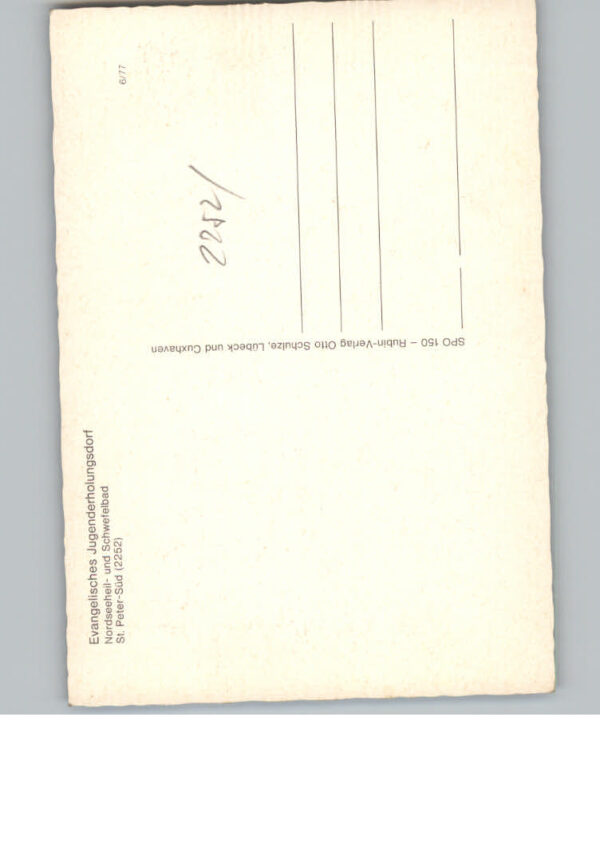 Evangelisches Jugenderholungsdorf
Nordseeheil- und Schwefelbad
St. Peter-Süd (2252)
6/77
SPO 150 – Rubin-Verlag Otto Schulze, Lübeck und Cuxhaven
2252/